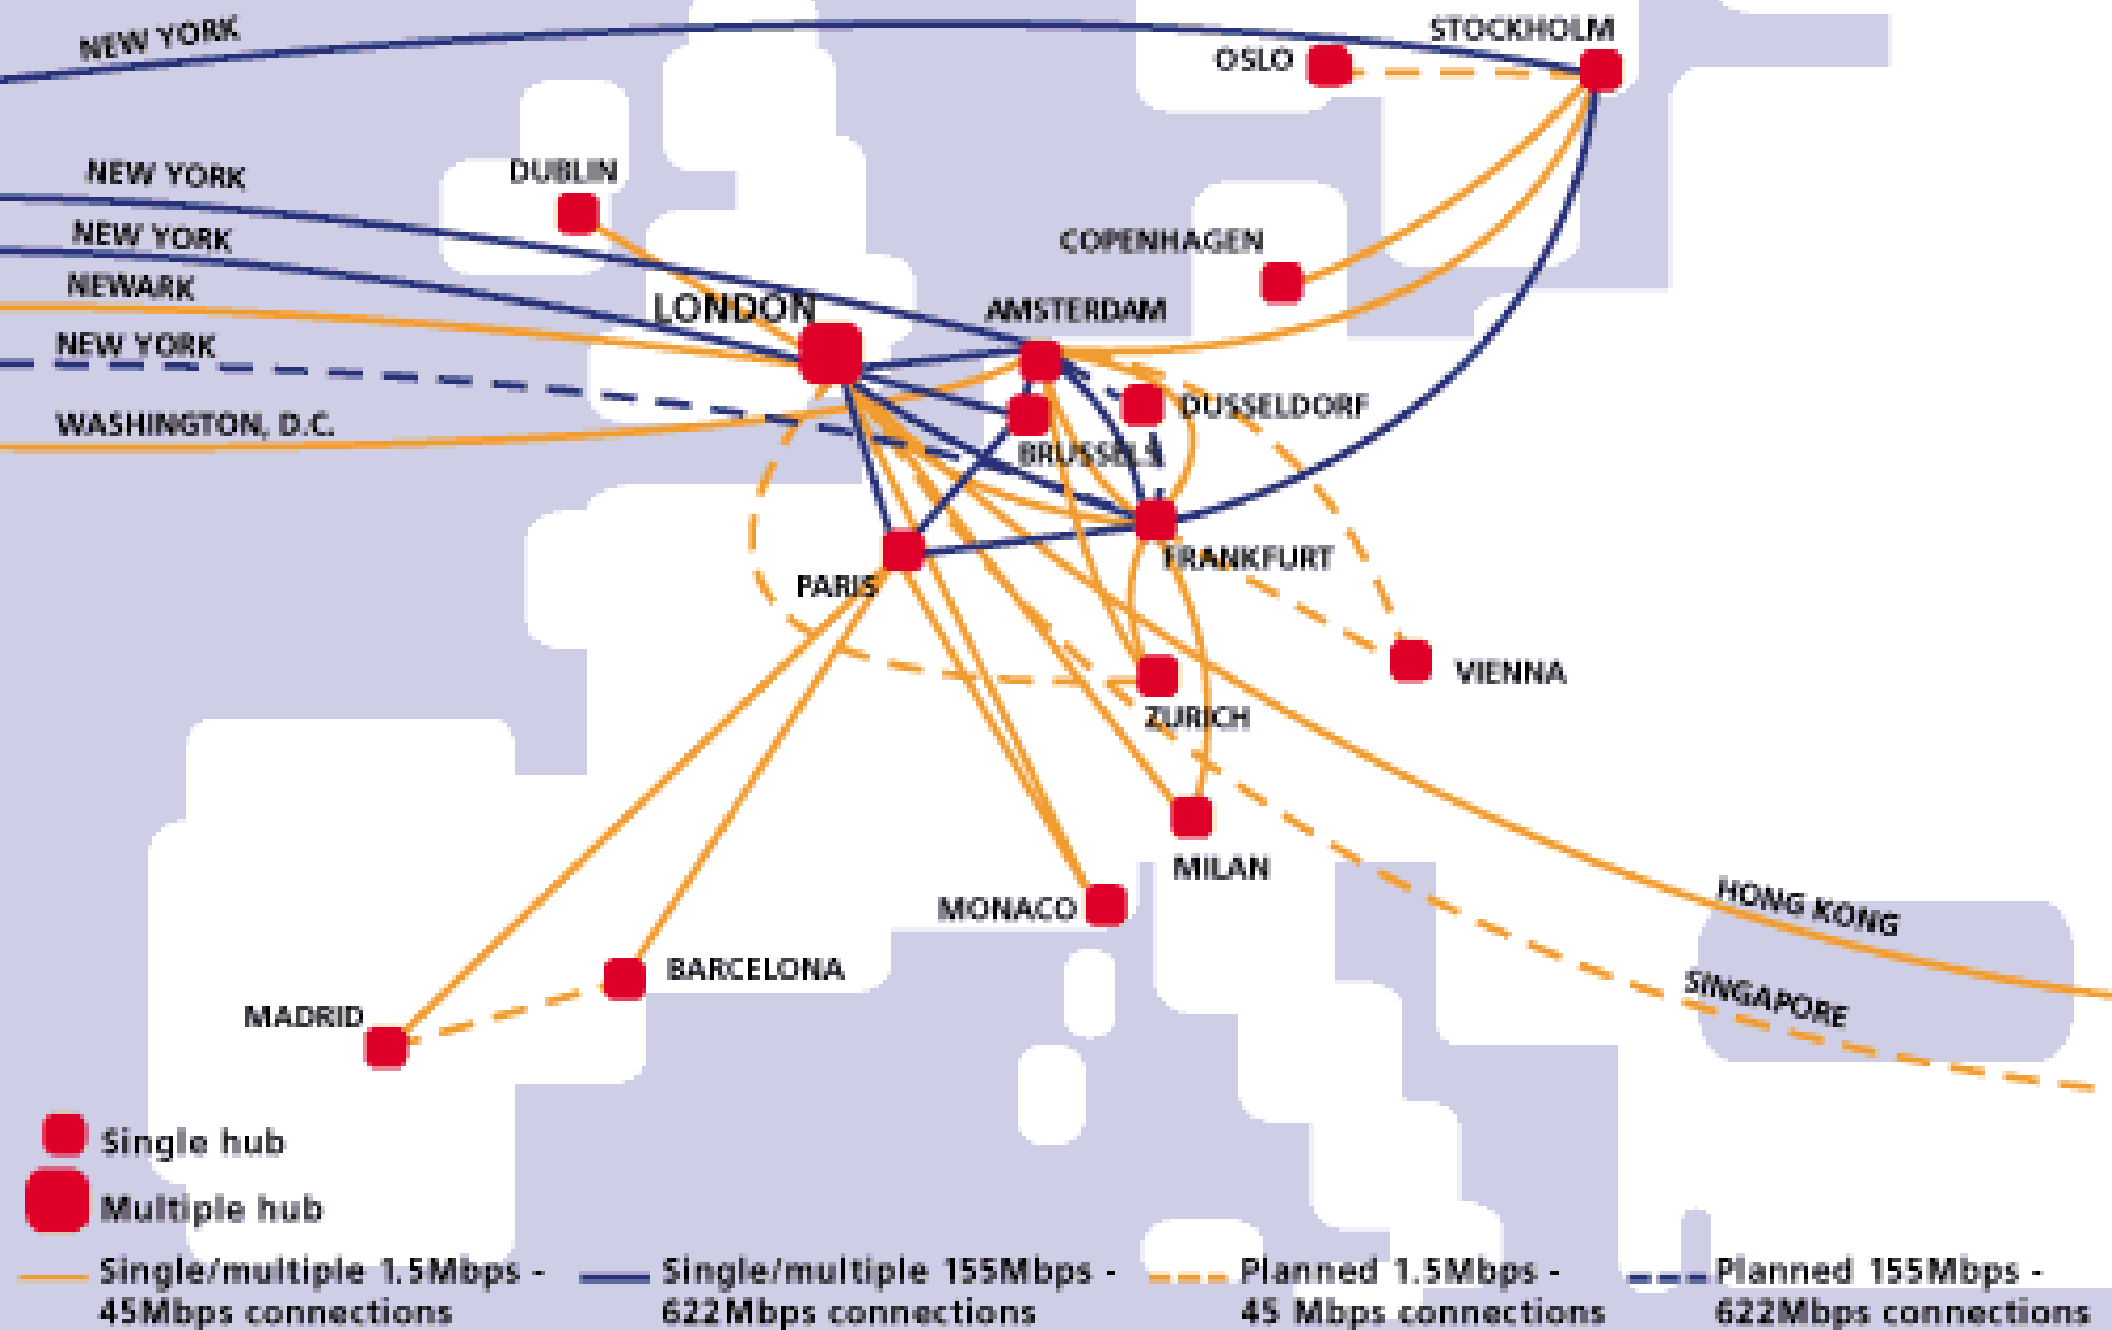 NEW YORK
STOCKHOLM
OSLO
DUBLIN
NEW YORK
NEW YORK
COPENHAGEN
NEWARK
LONDON
AMSTERDAM
NEW YORK
DUSSELDORF
WASHINGTON, D.C.
BRUSSELS
FRANKFURT
PARIS
VIENNA
ZURICH
MILAN
HONG KONG
MONACO
BARCELONA
SINGAPORE
MADRID
Single hub
Multiple hub
Single/multiple 1.5Mbps -
45Mbps connections
Single/multiple 155Mbps -
622Mbps connections
Planned 1.5Mbps -
45 Mbps connections
Planned 155Mbps -
622Mbps connections